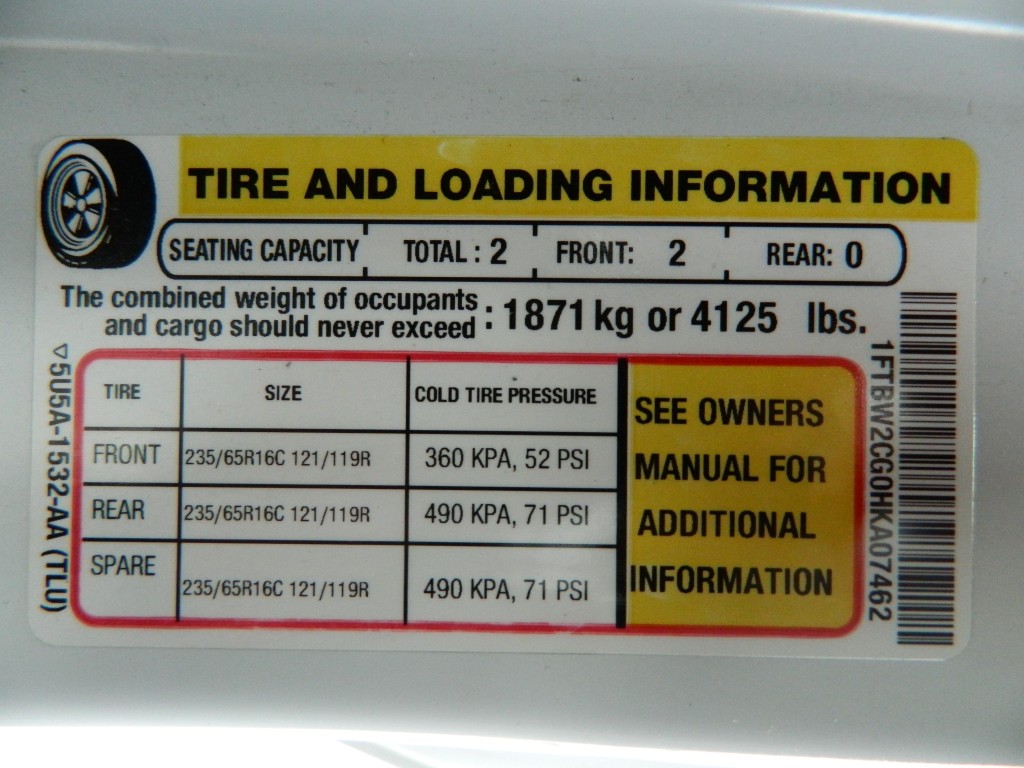 TIRE AND LOADING INFORMATION
SEATING CAPACITY TOTAL : 2 FRONT: 2 REAR: 0
The combined weight of occupants
and cargo should never exceed : 1871 kg or 4125 lbs.
TIRE SIZE COLD TIRE PRESSURE
FRONT 235/65R16C 121/119R 360 KPA, 52 PSI
REAR 235/65R16C 121/119R 490 KPA, 71 PSI
SPARE 235/65R16C 121/119R 490 KPA, 71 PSI
SEE OWNERS
MANUAL FOR
ADDITIONAL
INFORMATION
▽5U5A-1532-AA (TLU)
1FTBW2CG0HKA07462